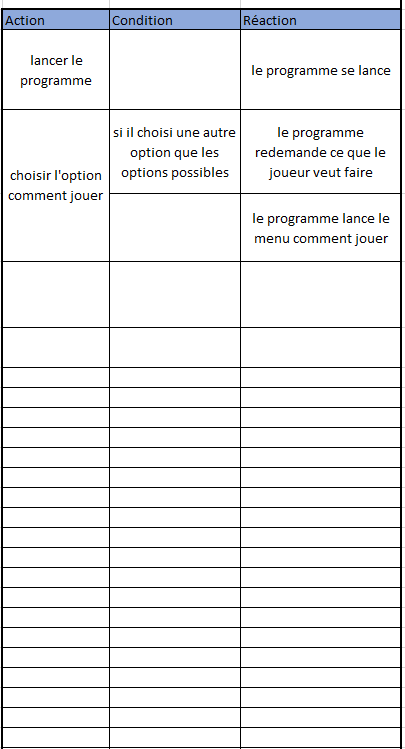 Action Condition Réaction
lancer le
programme
le programme se lance
choisir l'option
comment jouer
si il choisi une autre
option que les
options possibles
le programme
redemande ce que le
joueur veut faire
le programme lance le
menu comment jouer